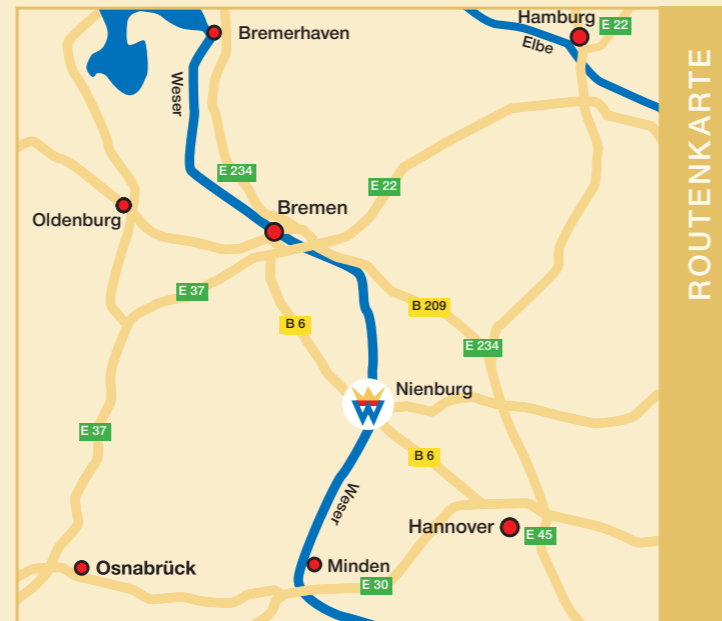 Hamburg
E 22
Bremerhaven
Elbe
Weser
E 234
E 22
Bremen
Oldenburg
E 37
B 209
B 6
E 234
Nienburg
E 37
B 6
Weser
Hannover
E 45
Osnabrück
Minden
E 30
ROUTENKARTE